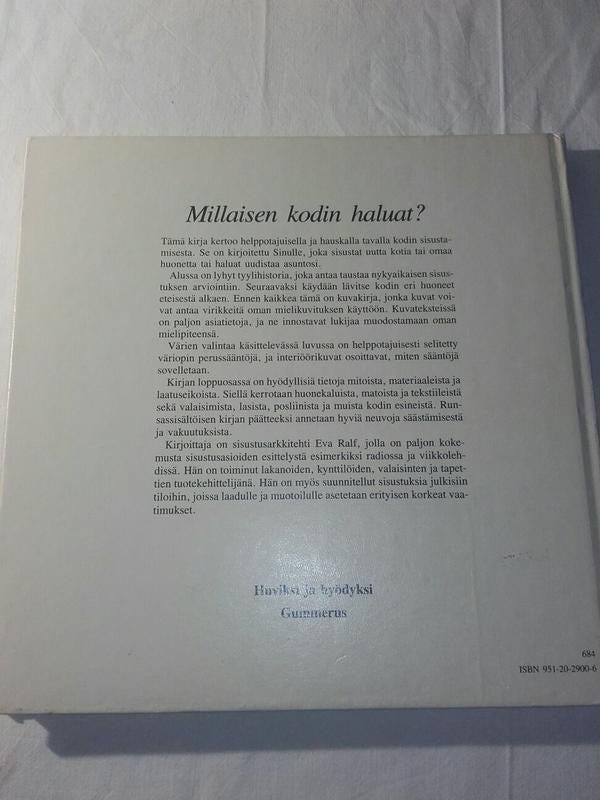 Millaisen kodin haluat?
Tämä kirja kertoo helppotajuisella ja hauskalla tavalla kodin sisusta-
misesta. Se on kirjoitettu Sinulle, joka sisustat uutta kotia tai omaa
huonetta tai haluat uudistaa asuntosi.
Alussa on lyhyt tyylihistoria, joka antaa taustaa nykyaikaisen sisus-
tuksen arviointiin. Seuraavaksi käydään lävitse kodin eri huoneet
eteisestä alkaen. Ennen kaikkea tämä on kuvakirja, jonka kuvat voi-
vat antaa virikkeitä oman mielikuvituksen käyttöön. Kuvateksteissä
on paljon asiatietoja, ja ne innostavat lukijaa muodostamaan oman
mielipiteensä.
Värien valintaa käsittelevässä luvussa on helppotajuisesti selitetty
väriopin perussääntöjä, ja interiöörikuvat osoittavat, miten sääntöjä
sovelletaan.
Kirjan loppuosassa on hyödyllisiä tietoja mitoista, materiaaleista ja
laatuseikoista. Siellä kerrotaan huonekaluista, matoista ja tekstiileistä
sekä valaisimista, lasista, posliinista ja muista kodin esineistä. Run-
sassisältöisen kirjan päätteeksi annetaan hyviä neuvoja säästämisestä
ja vakuutuksista.
Kirjoittaja on sisustusarkkitehti Eva Ralf, jolla on paljon koke-
musta sisustusasioiden esittelystä esimerkiksi radiossa ja viikkoleh-
dissä. Hän on toiminut lakanoiden, kynttilöiden, valaisinten ja tapet-
tien tuotekehittelijänä. Hän on myös suunnitellut sisustuksia julkisiin
tiloihin, joissa laadulle ja muotoilulle asetetaan erityisen korkeat vaa-
timukset.
Huviksi ja hyödyksi
Gummerus
684
ISBN 951-20-2900-6